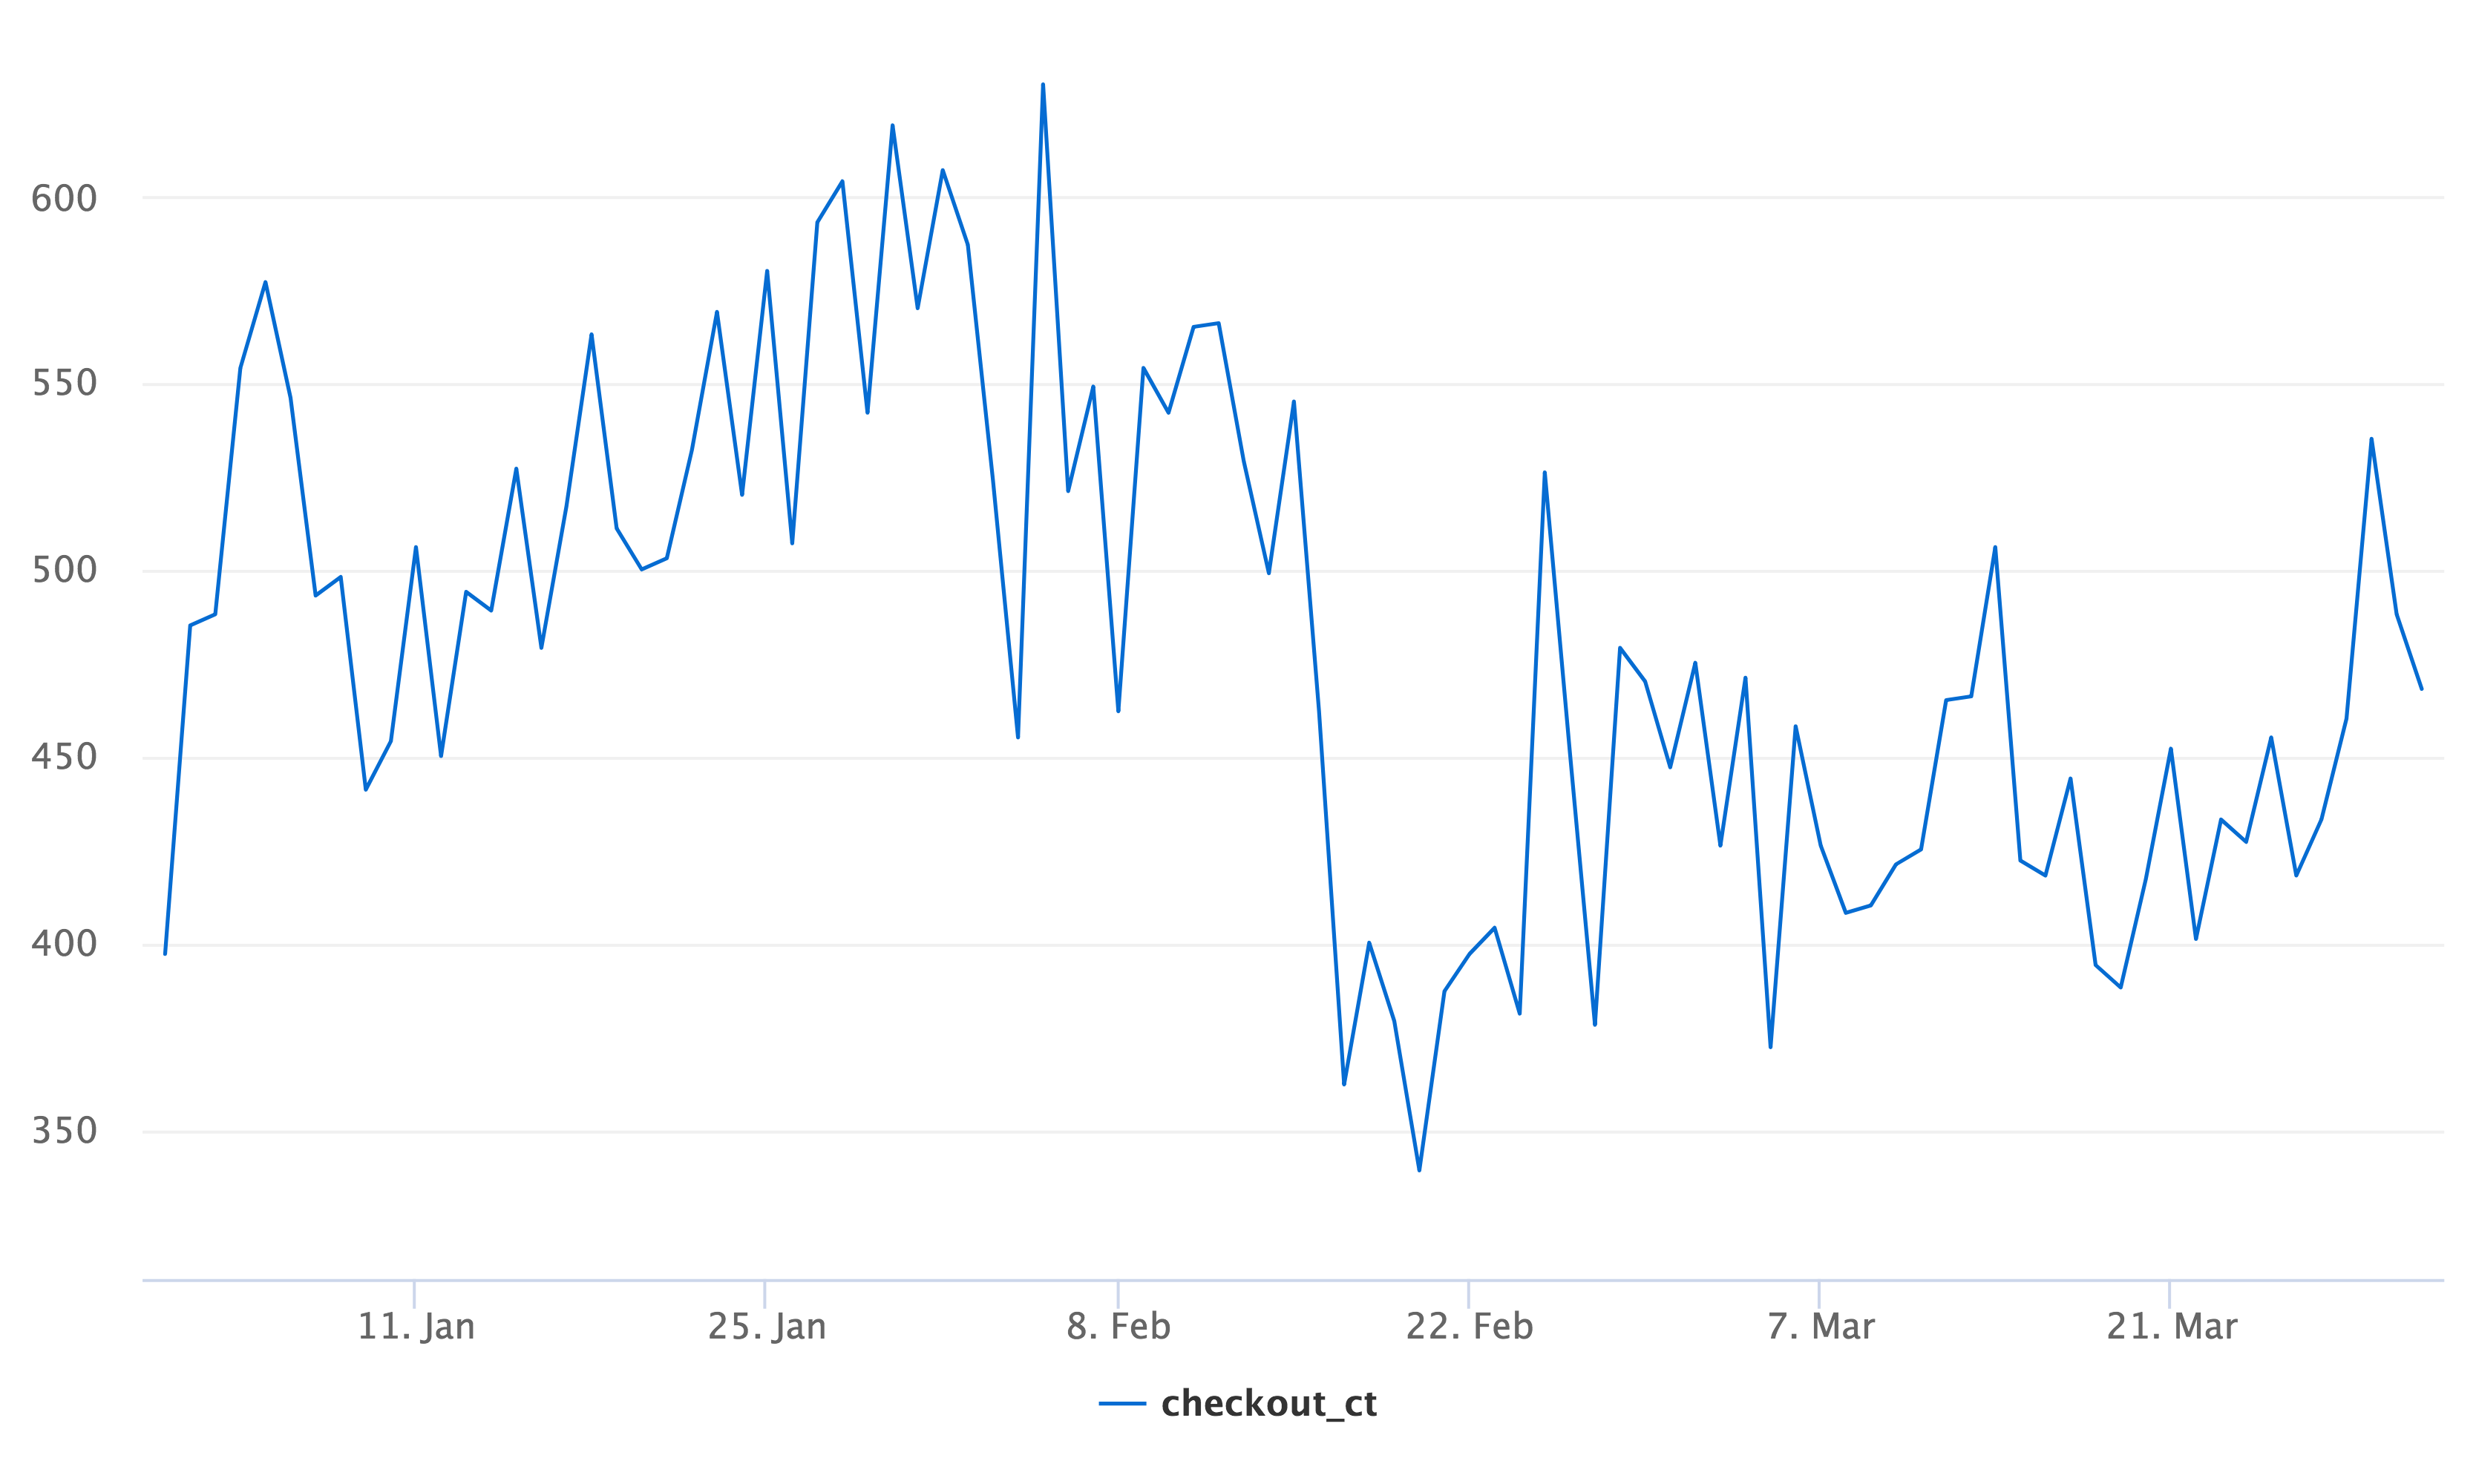 600
550
500
450
400
350
11. Jan
25. Jan
8. Feb
22. Feb
7. Mar
21. Mar
checkout_ct